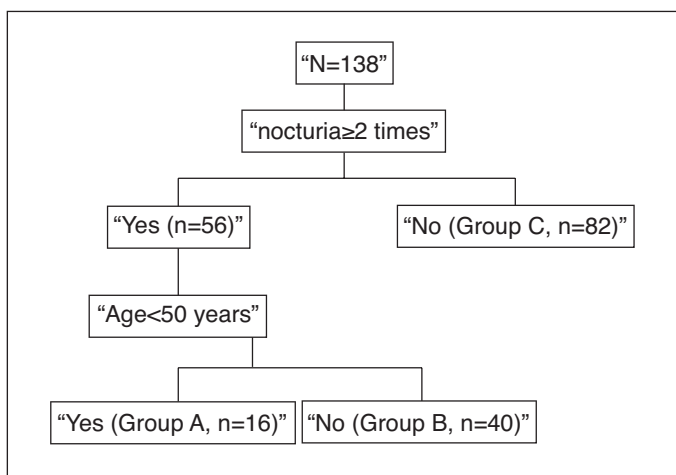 “N=138”
“nocturia≥2 times”
“Yes (n=56)”
“No (Group C, n=82)”
“Age<50 years”
“Yes (Group A, n=16)”
“No (Group B, n=40)”